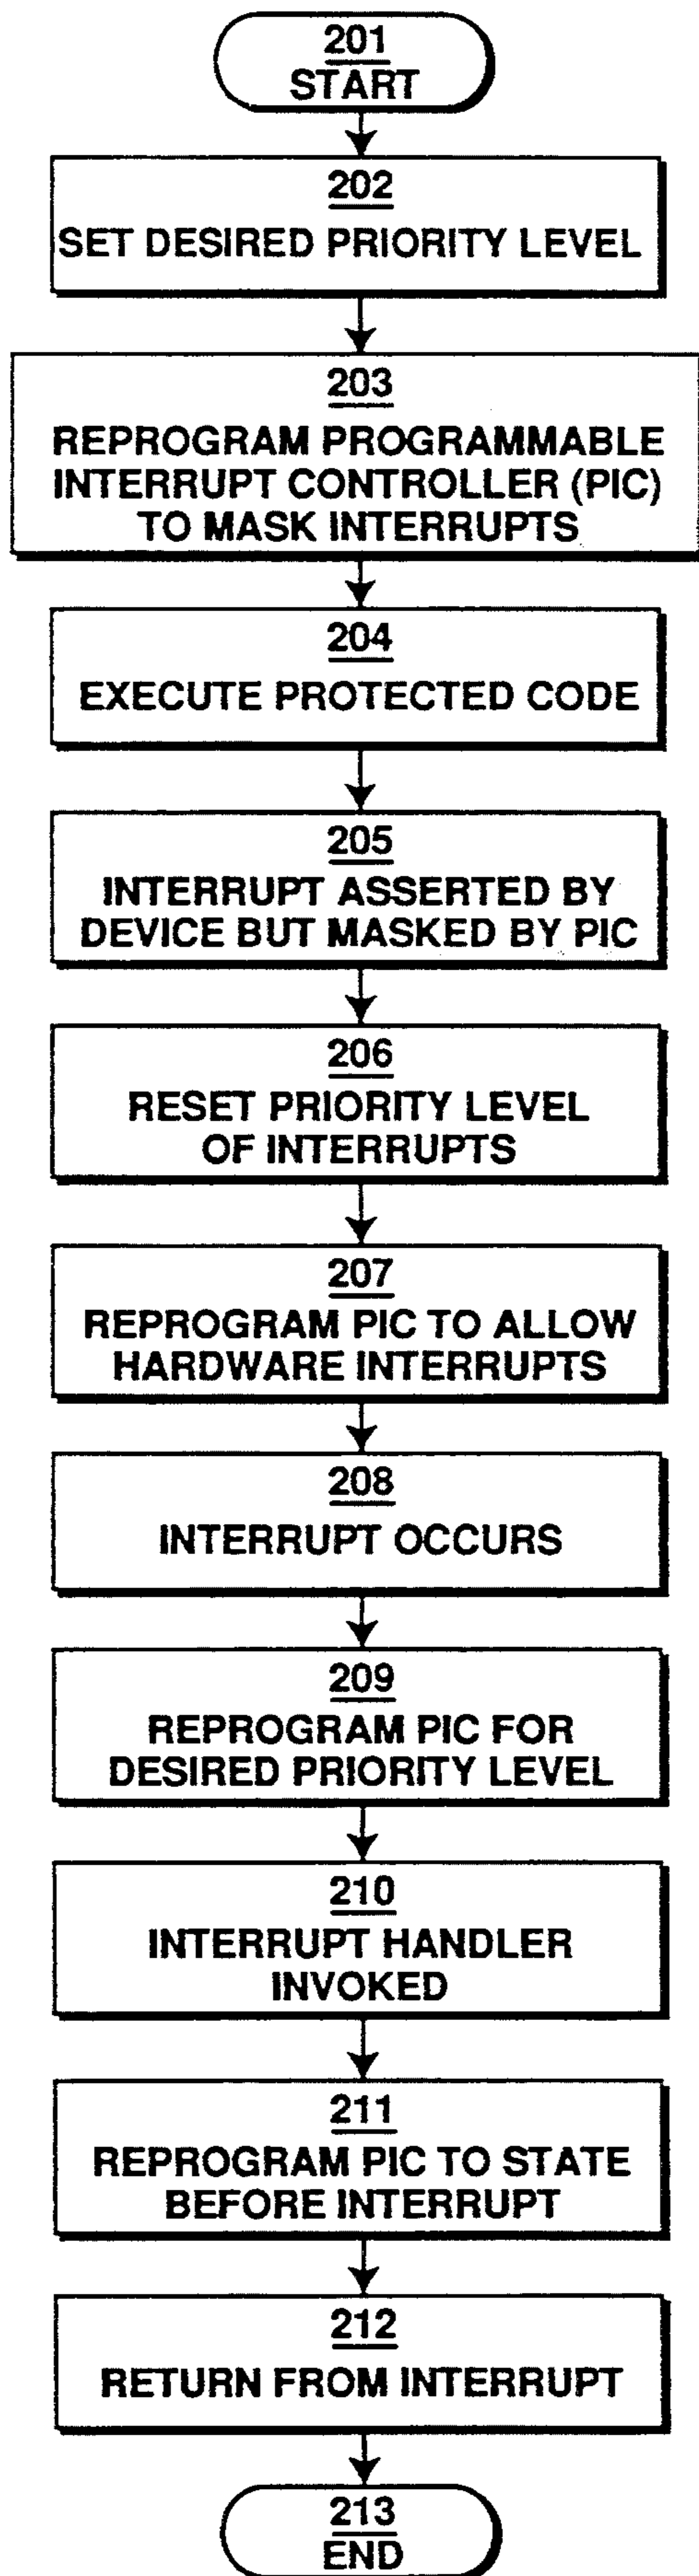 201
START
202
SET DESIRED PRIORITY LEVEL
203
REPROGRAM PROGRAMMABLE
INTERRUPT CONTROLLER (PIC)
TO MASK INTERRUPTS
204
EXECUTE PROTECTED CODE
205
INTERRUPT ASSERTED BY
DEVICE BUT MASKED BY PIC
206
RESET PRIORITY LEVEL
OF INTERRUPTS
207
REPROGRAM PIC TO ALLOW
HARDWARE INTERRUPTS
208
INTERRUPT OCCURS
209
REPROGRAM PIC FOR
DESIRED PRIORITY LEVEL
210
INTERRUPT HANDLER
INVOKED
211
REPROGRAM PIC TO STATE
BEFORE INTERRUPT
212
RETURN FROM INTERRUPT
213
END